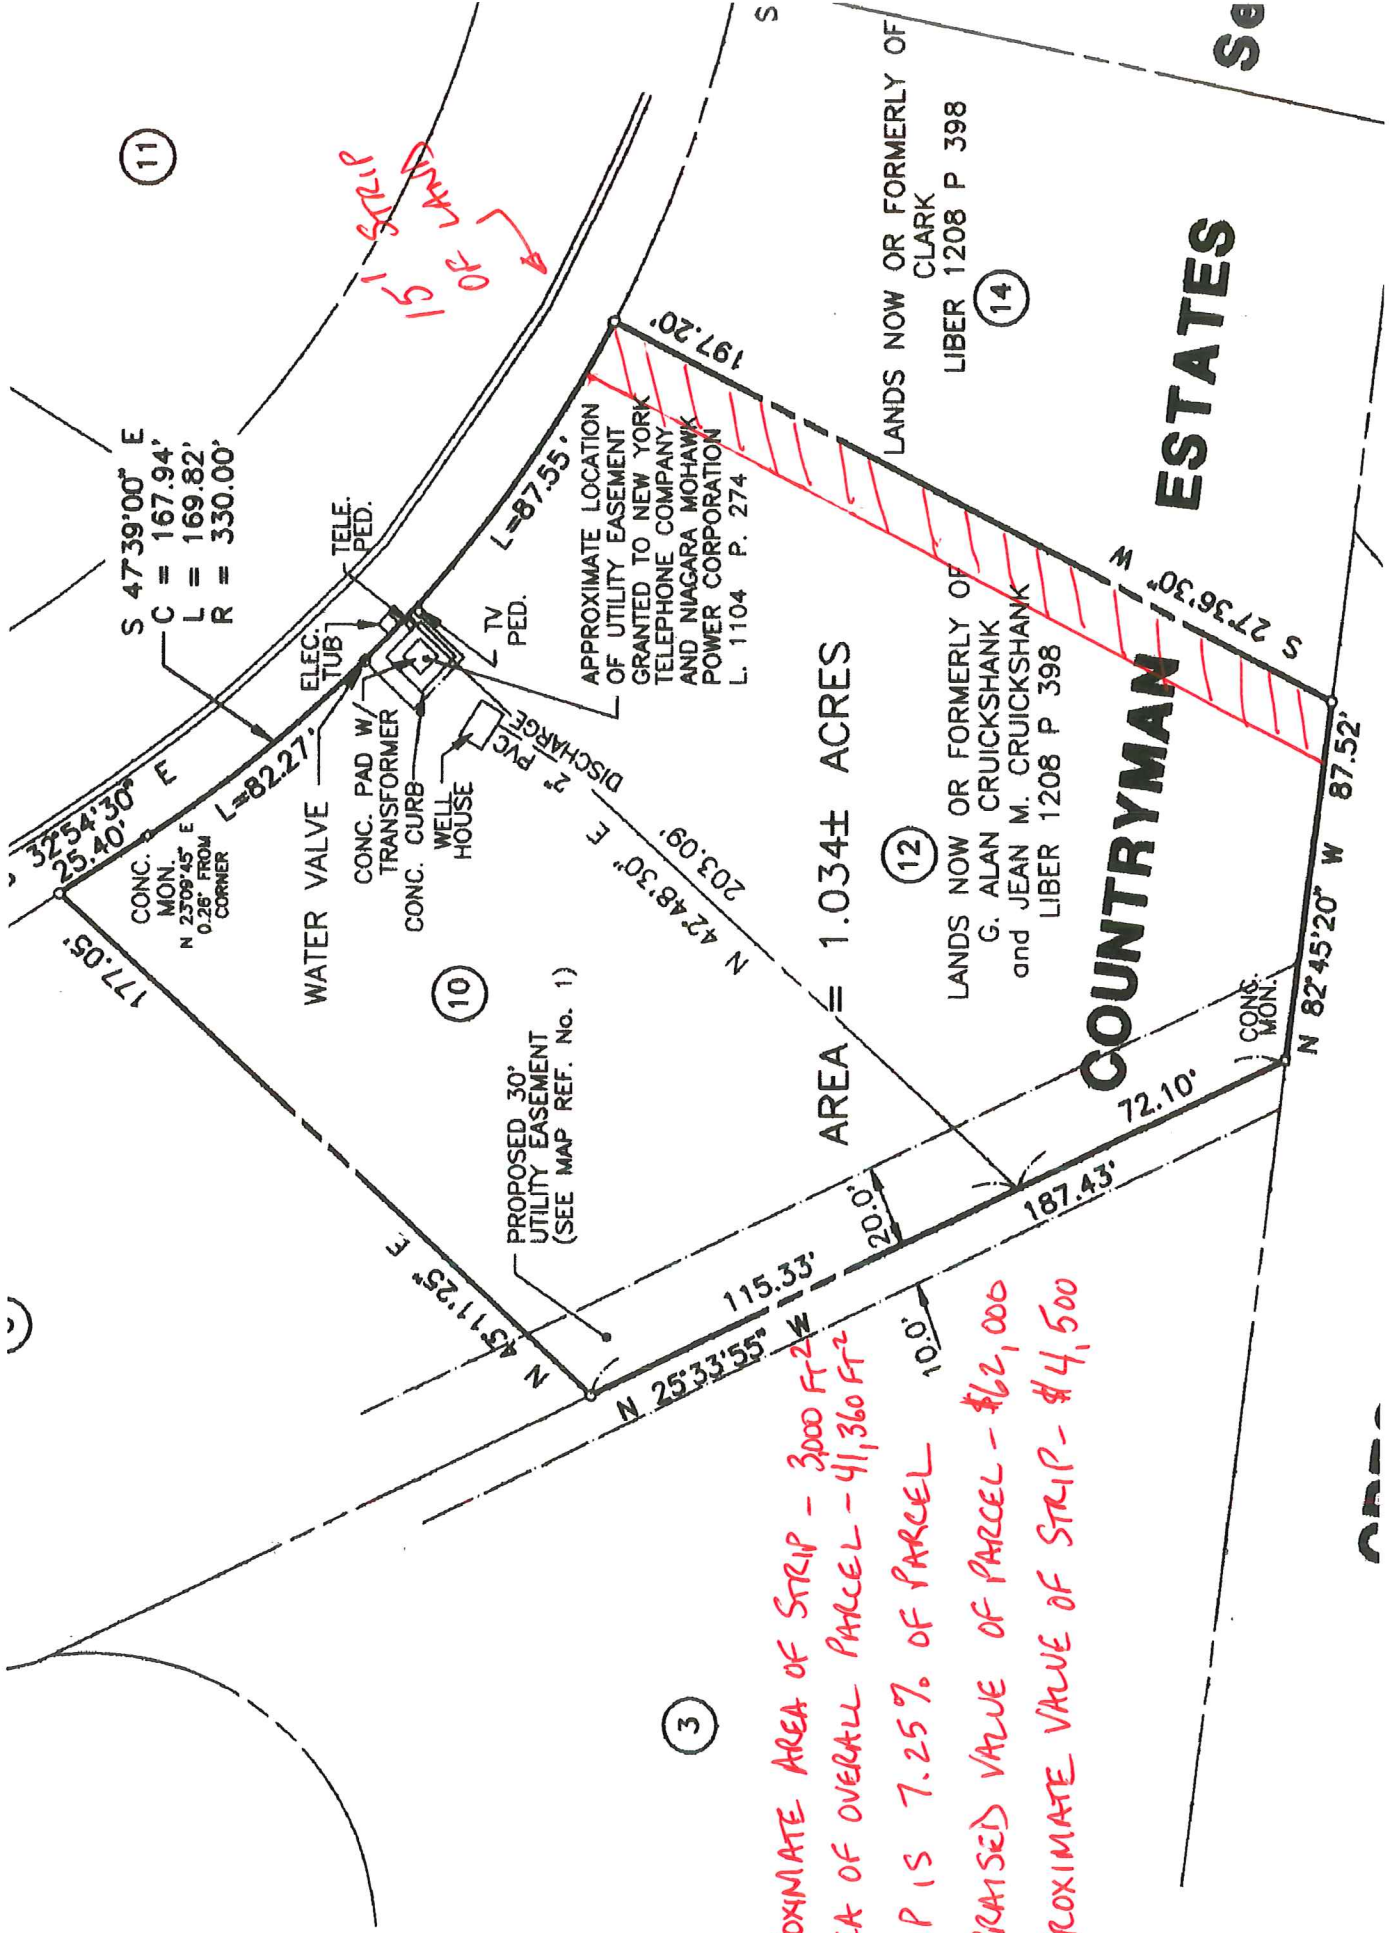 11
15' STRIP
OF LAND
S 47°39'00" E
C = 167.94'
L = 169.82'
R = 330.00'
32°54'30" E
25.40'
CONC.
MON.
N 23°09'45" E
0.26' FROM
CORNER
L=82.27'
177.05'
N 43°11'25" E
WATER VALVE
ELEC.
TUB
TELE.
PED.
CONC. PAD W/
TRANSFORMER
CONC. CURB
WELL
HOUSE
TV
PED.
2" PVC
DISCHARGE
L=87.55'
APPROXIMATE LOCATION
OF UTILITY EASEMENT
GRANTED TO NEW YORK
TELEPHONE COMPANY
AND NIAGARA MOHAWK
POWER CORPORATION
L. 1104 P. 274
10
PROPOSED 30'
UTILITY EASEMENT
(SEE MAP REF. No. 1)
N 42°48'30" E
203.09'
AREA = 1.034± ACRES
12
LANDS NOW OR FORMERLY OF
G. ALAN CRUICKSHANK
and JEAN M. CRUICKSHANK
LIBER 1208 P 398
197.20'
S 27°36'30" W
LANDS NOW OR FORMERLY OF
CLARK
LIBER 1208 P 398
14
S
Se
COUNTRYMAN ESTATES
N 25°33'55" W
115.33'
20.0'
10.0'
187.43'
72.10'
CONC.
MON.
N 82°45'20" W
87.52'
3
OXIMATE AREA OF STRIP - 3,000 FT2
A OF OVERALL PARCEL - 41,360 FT2
P IS 7.25% OF PARCEL
RAISED VALUE OF PARCEL - $62,000
ROXIMATE VALUE OF STRIP - $4,500